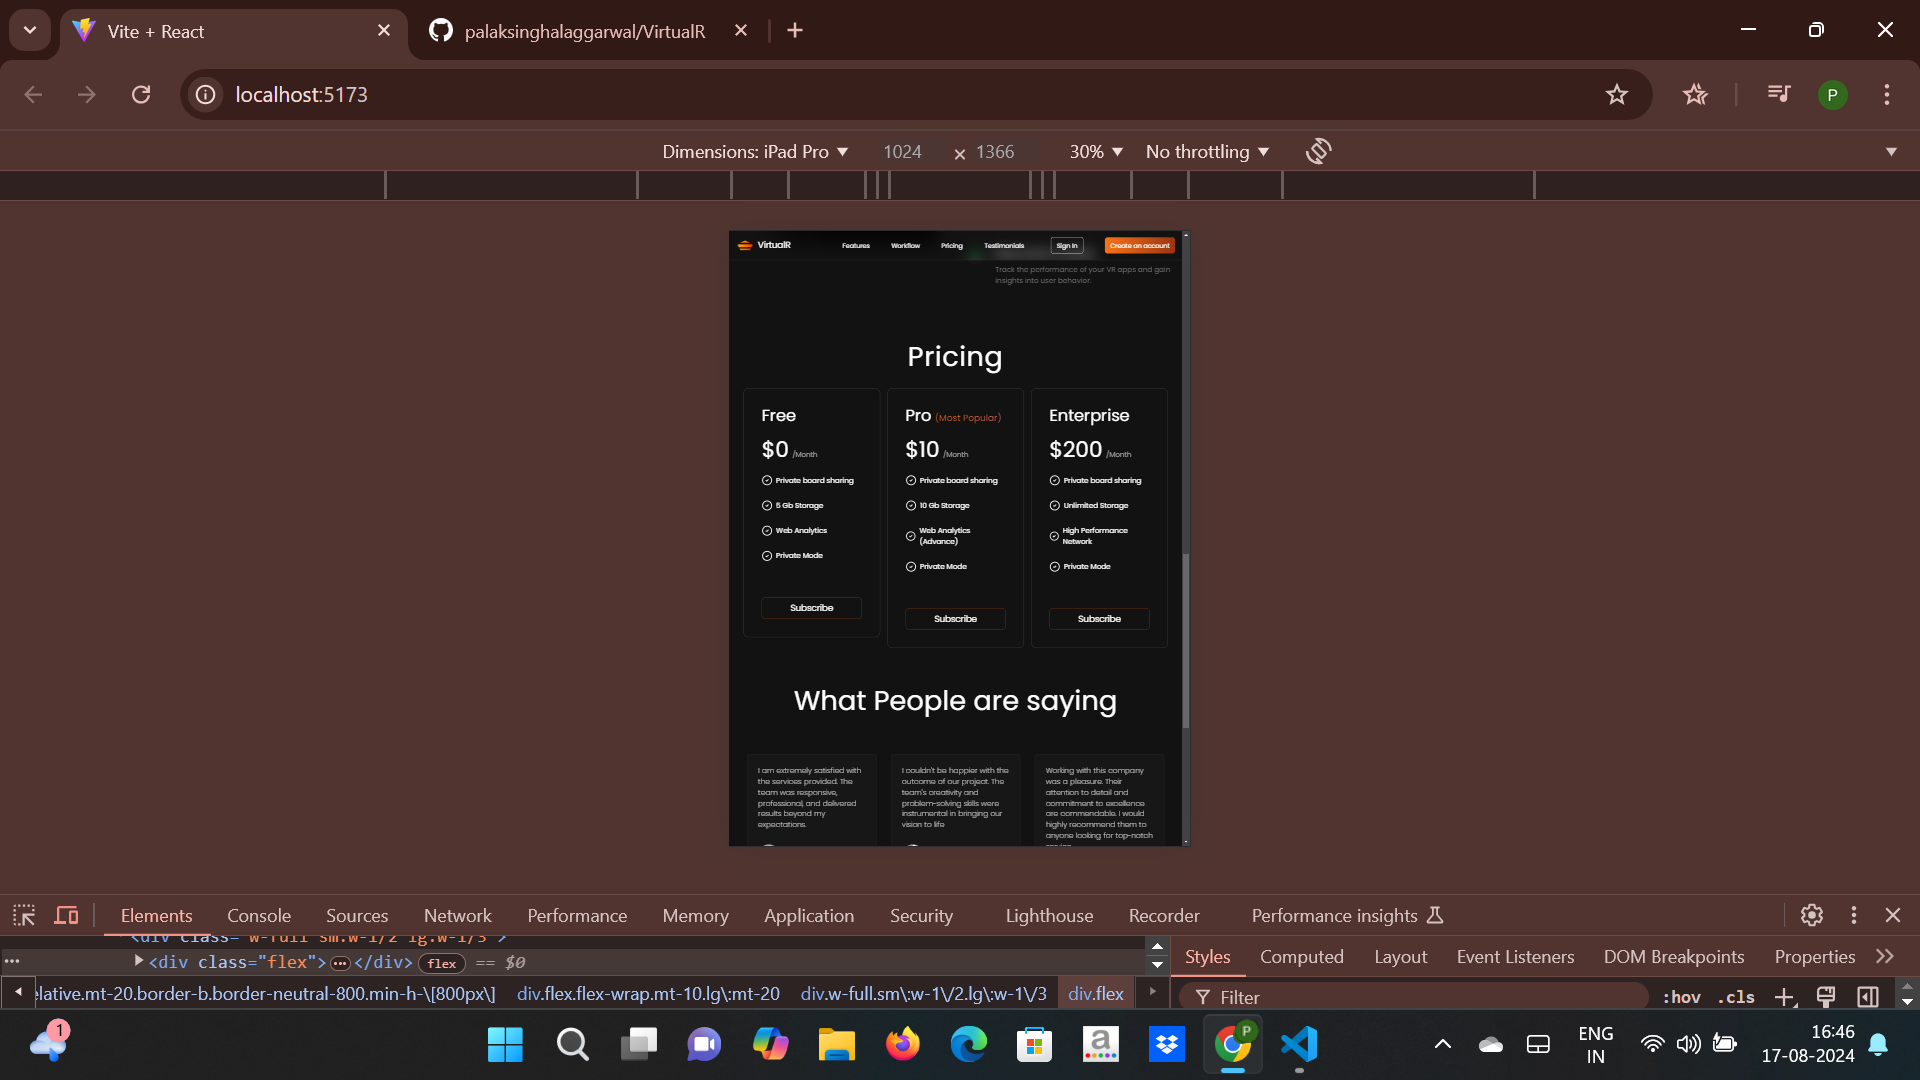 Vite + React
palaksinghalaggarwal/VirtualR
localhost:5173
P
Dimensions: iPad Pro
1024 × 1366
30%
No throttling
VirtualR
Features
Workflow
Pricing
Testimonials
Sign In
Create an account
Track the performance of your VR apps and gain
insights into user behavior.
Pricing
Free
$0 /Month
Private board sharing
5 Gb Storage
Web Analytics
Private Mode
Subscribe
Pro (Most Popular)
$10 /Month
Private board sharing
10 Gb Storage
Web Analytics
(Advance)
Private Mode
Subscribe
Enterprise
$200 /Month
Private board sharing
Unlimited Storage
High Performance
Network
Private Mode
Subscribe
What People are saying
I am extremely satisfied with
the services provided. The
team was responsive,
professional, and delivered
results beyond my
expectations.
I couldn't be happier with the
outcome of our project. The
team's creativity and
problem-solving skills were
instrumental in bringing our
vision to life
Working with this company
was a pleasure. Their
attention to detail and
commitment to excellence
are commendable. I would
highly recommend them to
anyone looking for top-notch
Elements
Console
Sources
Network
Performance
Memory
Application
Security
Lighthouse
Recorder
Performance insights
<div class="w-full sm:w-1/2 lg:w-1/3">
<div class="flex">…</div> flex == $0
elative.mt-20.border-b.border-neutral-800.min-h-\[800px\]
div.flex.flex-wrap.mt-10.lg\:mt-20
div.w-full.sm\:w-1\/2.lg\:w-1\/3
div.flex
Styles
Computed
Layout
Event Listeners
DOM Breakpoints
Properties
Filter
:hov
.cls
1
a
P
ENG
IN
16:46
17-08-2024